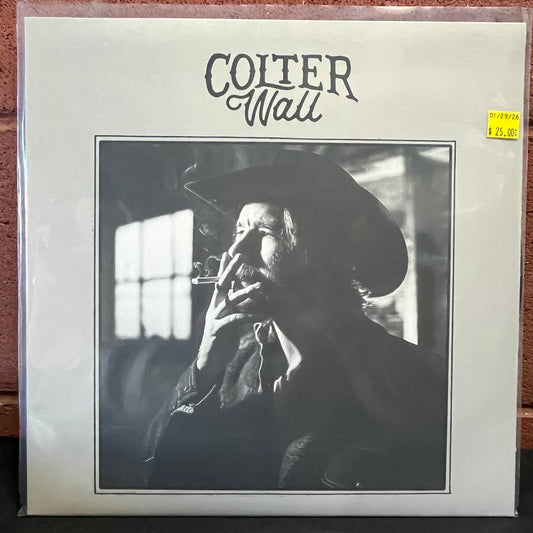 COLTER
Wall
01/29/26
$ 25.00